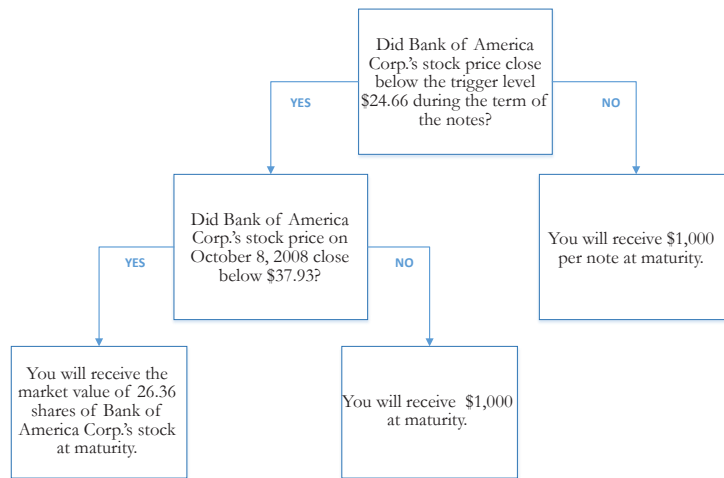 Did Bank of America
Corp.'s stock price close
below the trigger level
$24.66 during the term of
the notes?
YES
NO
Did Bank of America
Corp.'s stock price on
October 8, 2008 close
below $37.93?
You will receive $1,000
per note at maturity.
YES
NO
You will receive the
market value of 26.36
shares of Bank of
America Corp.'s stock
at maturity.
You will receive $1,000
at maturity.